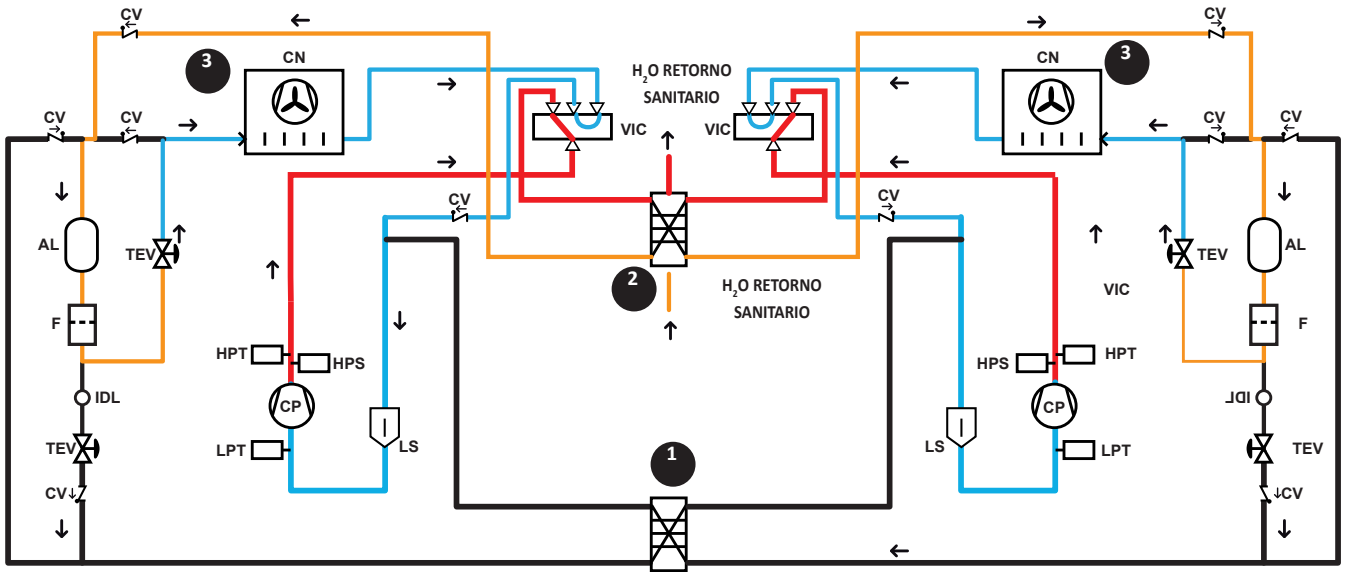 CV
CV
3
3
CN
CN
H₂O RETORNO
SANITARIO
CV
CV
VIC
VIC
CV
CV
CV
CV
AL
TEV
2
H₂O RETORNO
SANITARIO
VIC
TEV
AL
F
F
HPT
HPS
HPS
HPT
IDL
IDL
CP
CP
TEV
LPT
LS
1
LS
LPT
TEV
CV
CV